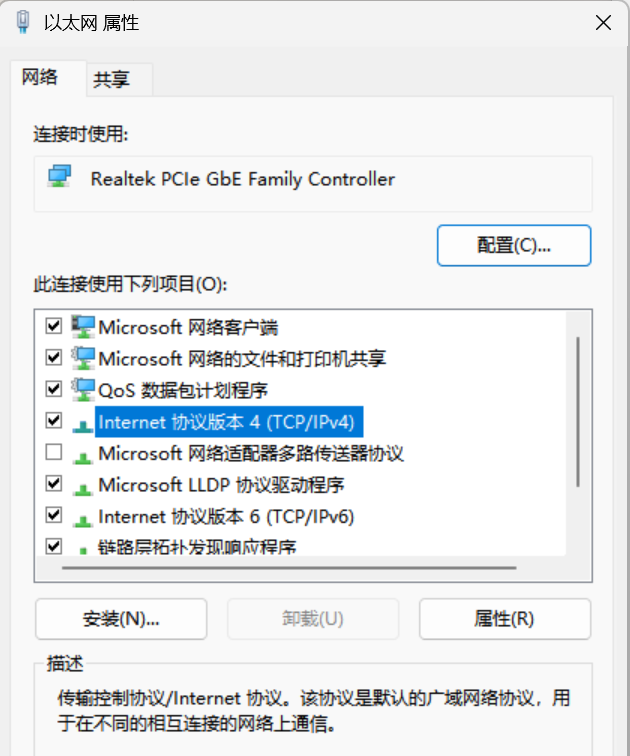 以太网 属性
网络
共享
连接时使用:
Realtek PCIe GbE Family Controller
配置(C)...
此连接使用下列项目(O):
Microsoft 网络客户端
Microsoft 网络的文件和打印机共享
QoS 数据包计划程序
Internet 协议版本 4 (TCP/IPv4)
Microsoft 网络适配器多路传送器协议
Microsoft LLDP 协议驱动程序
Internet 协议版本 6 (TCP/IPv6)
链路层拓扑发现响应程序
安装(N)...
卸载(U)
属性(R)
描述
传输控制协议/Internet 协议。该协议是默认的广域网络协议，用
于在不同的相互连接的网络上通信。